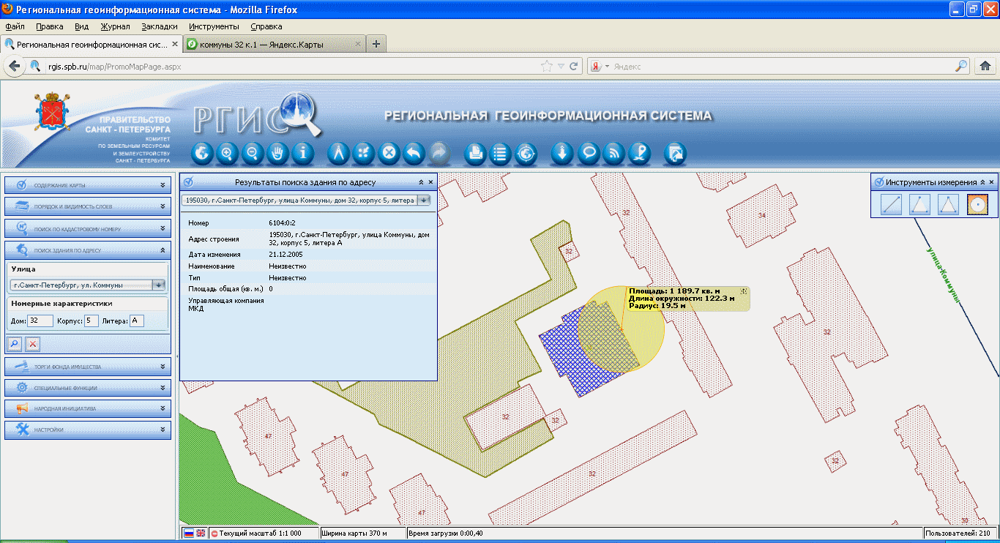 Региональная геоинформационная система - Mozilla Firefox
Файл Правка Вид Журнал Закладки Инструменты Справка
Региональная геоинформационная сис...
коммуны 32 к.1 — Яндекс.Карты
rgis.spb.ru/map/PromoMapPage.aspx
Яндекс
ПРАВИТЕЛЬСТВО
САНКТ - ПЕТЕРБУРГА
КОМИТЕТ
ПО ЗЕМЕЛЬНЫМ РЕСУРСАМ
И ЗЕМЛЕУСТРОЙСТВУ
САНКТ - ПЕТЕРБУРГА
РГИС
РЕГИОНАЛЬНАЯ ГЕОИНФОРМАЦИОННАЯ СИСТЕМА
СОДЕРЖАНИЕ КАРТЫ
ПОРЯДОК И ВИДИМОСТЬ СЛОЕВ
ПОИСК ПО КАДАСТРОВОМУ НОМЕРУ
ПОИСК ЗДАНИЯ ПО АДРЕСУ
Улица
г.Санкт-Петербург, ул. Коммуны
Номерные характеристики
Дом: 32 Корпус: 5 Литера: А
ТОРГИ ФОНДА ИМУЩЕСТВА
СПЕЦИАЛЬНЫЕ ФУНКЦИИ
НАРОДНАЯ ИНИЦИАТИВА
НАСТРОЙКИ
Результаты поиска здания по адресу
195030, г.Санкт-Петербург, улица Коммуны, дом 32, корпус 5, литера
Номер 6104:0:2
Адрес строения 195030, г.Санкт-Петербург, улица Коммуны, дом
32, корпус 5, литера А
Дата изменения 21.12.2005
Наименование Неизвестно
Тип Неизвестно
Площадь общая (кв. м.) 0
Управляющая компания
МКД
Инструменты измерения
32
34
32
улица Коммуны
Площадь: 1 189.7 кв. м
Длина окружности: 122.3 м
Радиус: 19.5 м
32
32
32
47
47
47
32
32
30
Текущий масштаб 1:1 000
Ширина карты 370 м
Время загрузки 0:00,40
Пользователей: 210